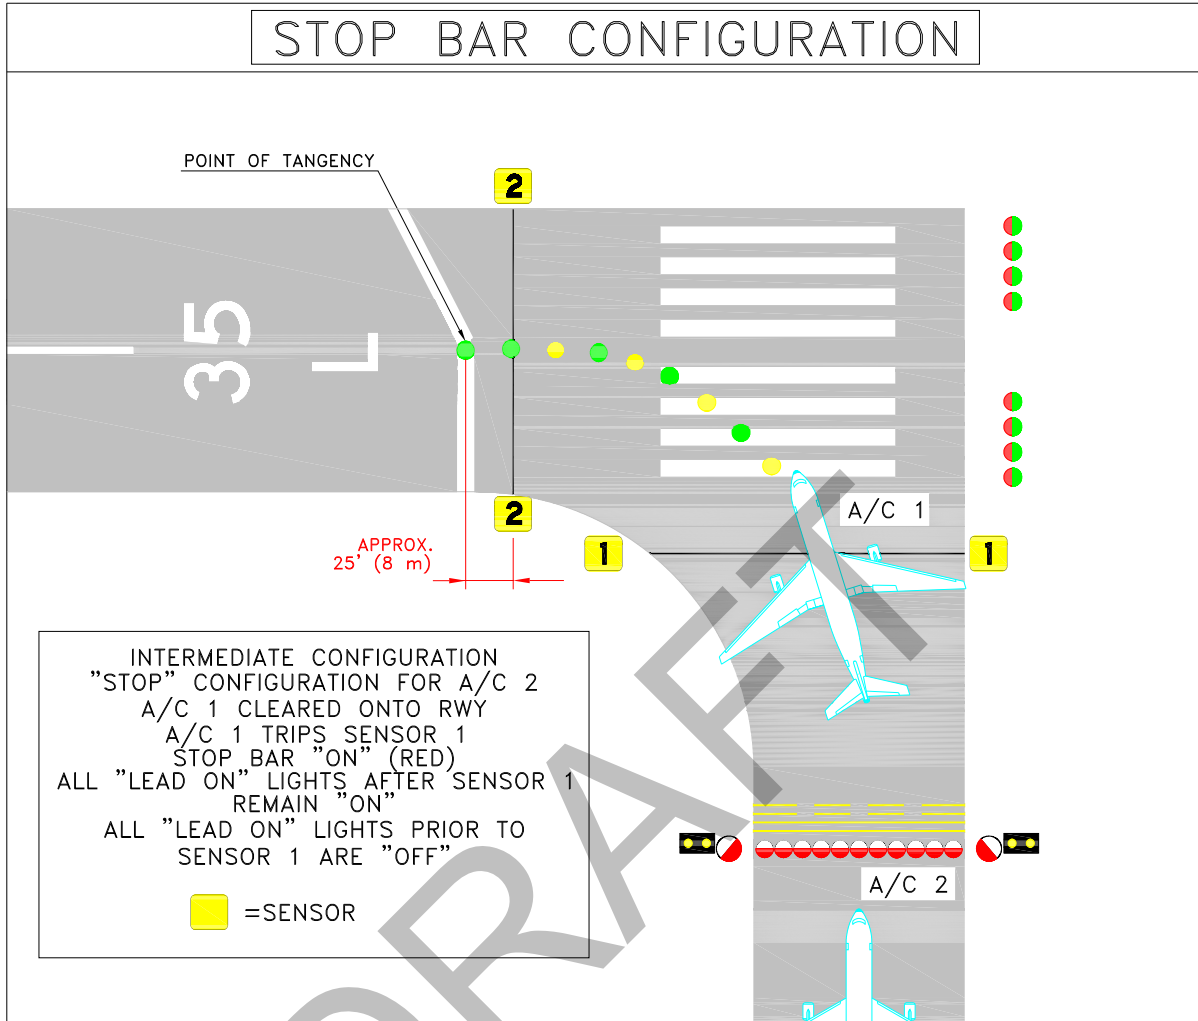 STOP BAR CONFIGURATION
POINT OF TANGENCY
2
35
L
2
A/C 1
1
1
APPROX.
25' (8 m)
INTERMEDIATE CONFIGURATION
"STOP" CONFIGURATION FOR A/C 2
A/C 1 CLEARED ONTO RWY
A/C 1 TRIPS SENSOR 1
STOP BAR "ON" (RED)
ALL "LEAD ON" LIGHTS AFTER SENSOR 1
REMAIN "ON"
ALL "LEAD ON" LIGHTS PRIOR TO
SENSOR 1 ARE "OFF"
=SENSOR
A/C 2
DRAFT